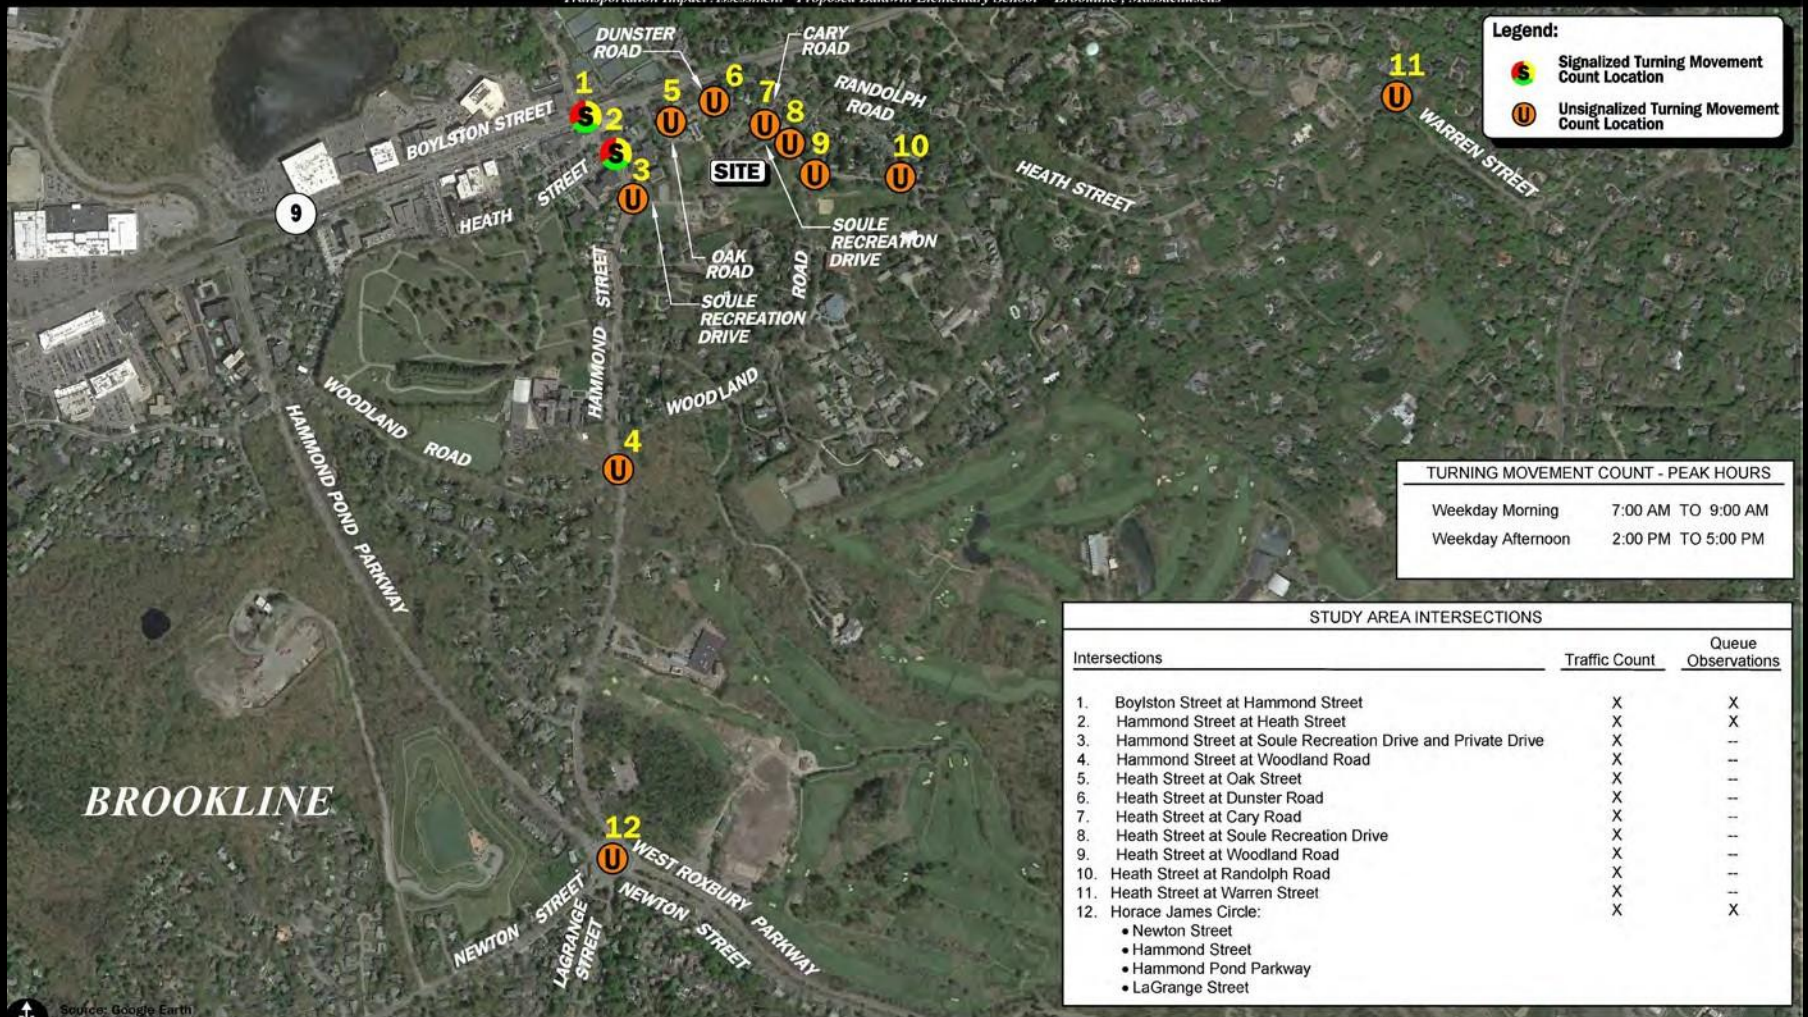 Transportation Impact Assessment - Proposed Baldwin Elementary School - Brookline, Massachusetts
DUNSTER
ROAD
CARY
ROAD
RANDOLPH
ROAD
1
2
3
5
6
7
8
9
10
11
S
S
U
U
U
U
U
U
U
U
BOYLSTON STREET
HEATH STREET
9
SITE
HEATH STREET
WARREN STREET
SOULE
RECREATION
DRIVE
OAK
ROAD
SOULE
RECREATION
DRIVE
HAMMOND STREET
WOODLAND ROAD
WOODLAND ROAD
4
U
HAMMOND POND PARKWAY
BROOKLINE
12
U
WEST ROXBURY PARKWAY
NEWTON STREET
LAGRANGE
STREET
NEWTON STREET
Source: Google Earth
Legend:
S Signalized Turning Movement
Count Location
U Unsignalized Turning Movement
Count Location
TURNING MOVEMENT COUNT - PEAK HOURS
Weekday Morning 7:00 AM TO 9:00 AM
Weekday Afternoon 2:00 PM TO 5:00 PM
STUDY AREA INTERSECTIONS
Intersections Traffic Count Queue
Observations
1. Boylston Street at Hammond Street X X
2. Hammond Street at Heath Street X X
3. Hammond Street at Soule Recreation Drive and Private Drive X --
4. Hammond Street at Woodland Road X --
5. Heath Street at Oak Street X --
6. Heath Street at Dunster Road X --
7. Heath Street at Cary Road X --
8. Heath Street at Soule Recreation Drive X --
9. Heath Street at Woodland Road X --
10. Heath Street at Randolph Road X --
11. Heath Street at Warren Street X --
12. Horace James Circle: X X
• Newton Street
• Hammond Street
• Hammond Pond Parkway
• LaGrange Street